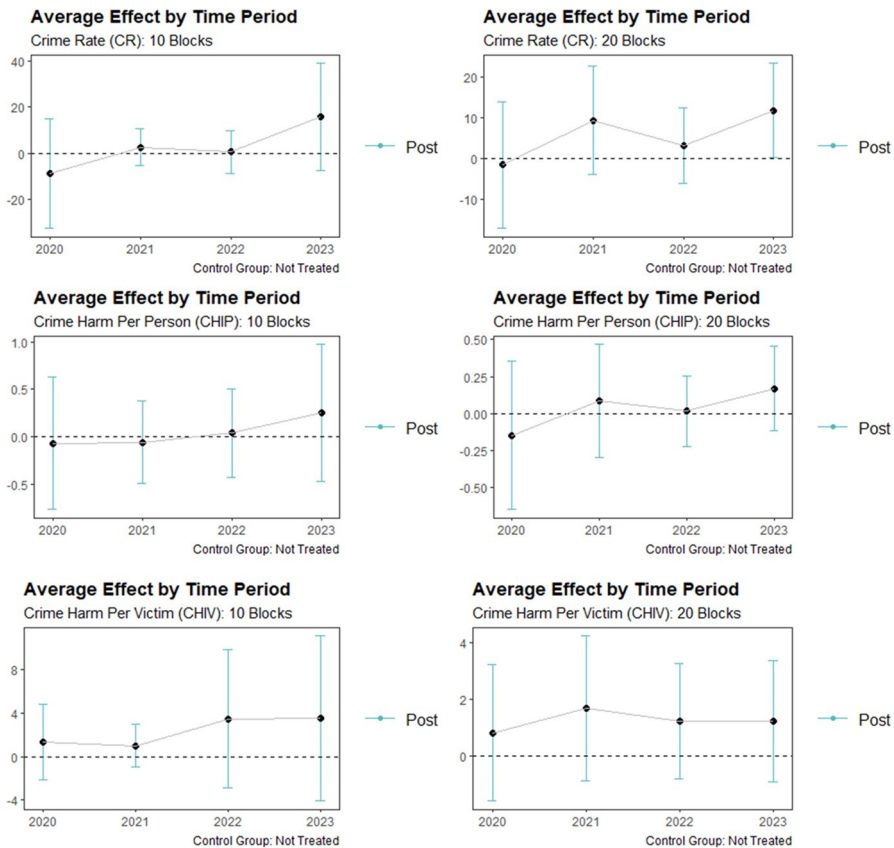 Average Effect by Time Period
Crime Rate (CR): 10 Blocks
40
20
0
-20
2020 2021 2022 2023
Control Group: Not Treated
Post
Average Effect by Time Period
Crime Rate (CR): 20 Blocks
20
10
0
-10
2020 2021 2022 2023
Control Group: Not Treated
Post
Average Effect by Time Period
Crime Harm Per Person (CHIP): 10 Blocks
1.0
0.5
0.0
-0.5
2020 2021 2022 2023
Control Group: Not Treated
Post
Average Effect by Time Period
Crime Harm Per Person (CHIP): 20 Blocks
0.50
0.25
0.00
-0.25
-0.50
2020 2021 2022 2023
Control Group: Not Treated
Post
Average Effect by Time Period
Crime Harm Per Victim (CHIV): 10 Blocks
8
4
0
-4
2020 2021 2022 2023
Control Group: Not Treated
Post
Average Effect by Time Period
Crime Harm Per Victim (CHIV): 20 Blocks
4
2
0
2020 2021 2022 2023
Control Group: Not Treated
Post